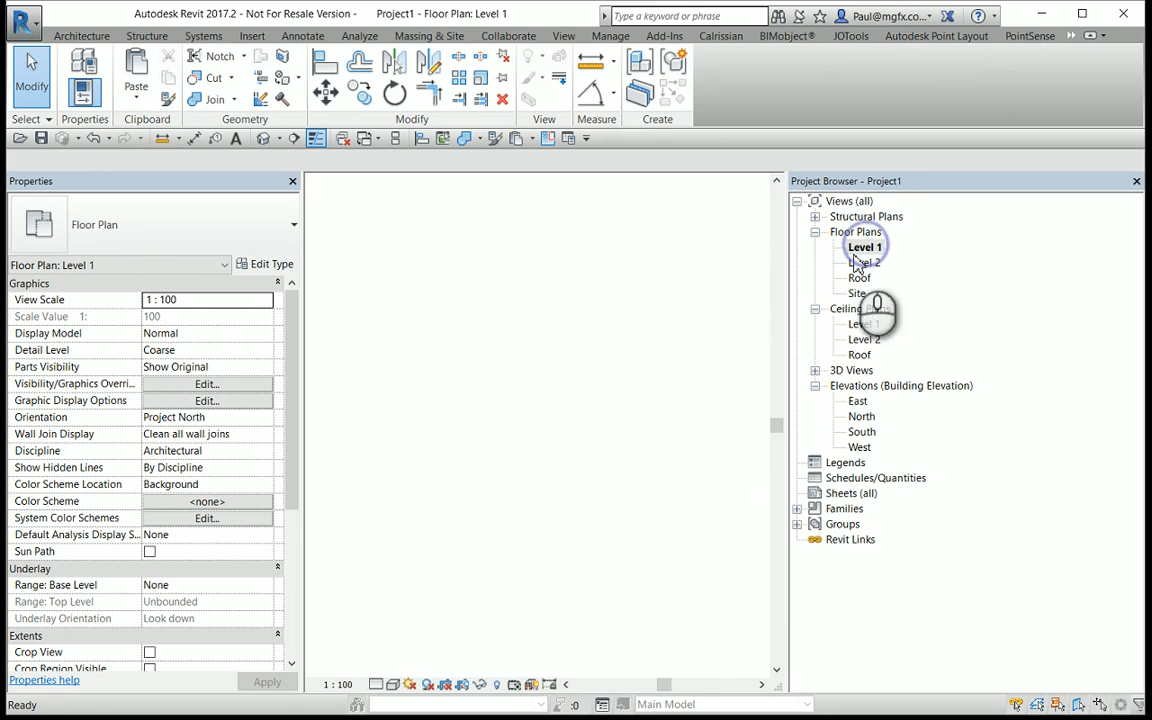 Autodesk Revit 2017.2 - Not For Resale Version - Project1 - Floor Plan: Level 1
Type a keyword or phrase
Paul@mgfx.co...
Architecture Structure Systems Insert Annotate Analyze Massing & Site Collaborate View Manage Add-Ins Calrissian BIMobject® JOTools Autodesk Point Layout PointSense
Modify Paste Notch
Cut
Join
Select Properties Clipboard Geometry Modify View Measure Create
Properties
Project Browser - Project1
Floor Plan
Floor Plan: Level 1 Edit Type
Graphics
View Scale 1 : 100
Scale Value 1: 100
Display Model Normal
Detail Level Coarse
Parts Visibility Show Original
Visibility/Graphics Overri... Edit...
Graphic Display Options Edit...
Orientation Project North
Wall Join Display Clean all wall joins
Discipline Architectural
Show Hidden Lines By Discipline
Color Scheme Location Background
Color Scheme <none>
System Color Schemes Edit...
Default Analysis Display S... None
Sun Path
Underlay
Range: Base Level None
Range: Top Level Unbounded
Underlay Orientation Look down
Extents
Crop View
Crop Region Visible
Properties help Apply
Views (all)
Structural Plans
Floor Plans
Level 1
Level 2
Roof
Site
Ceiling Plans
Level 1
Level 2
Roof
3D Views
Elevations (Building Elevation)
East
North
South
West
Legends
Schedules/Quantities
Sheets (all)
Families
Groups
Revit Links
1 : 100
Ready :0 Main Model